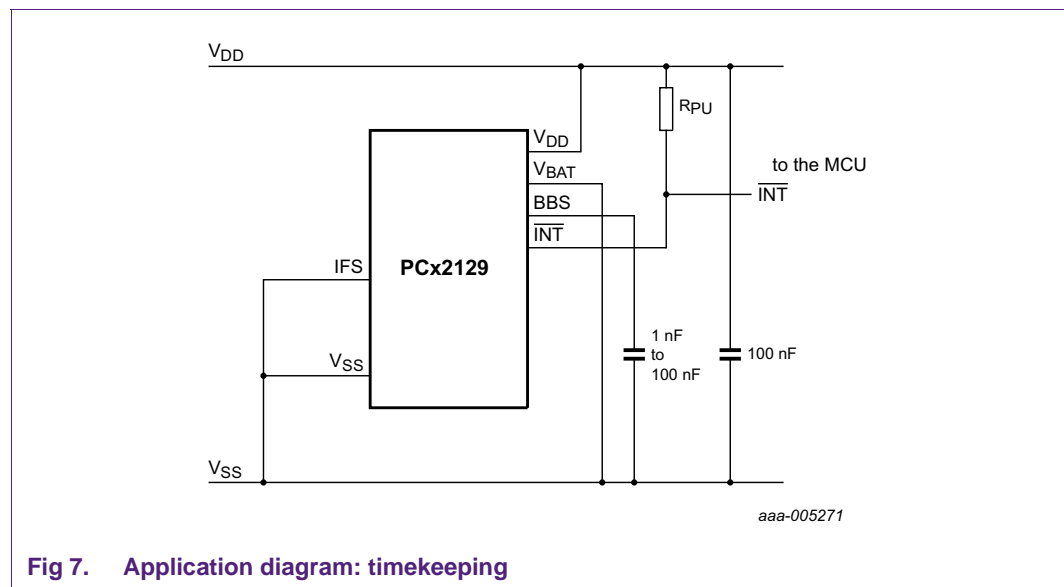 VDD
RPU
VDD
to the MCU
VBAT
INT
BBS
INT
IFS
PCx2129
1 nF
to
100 nF
100 nF
VSS
VSS
aaa-005271
Fig 7. Application diagram: timekeeping